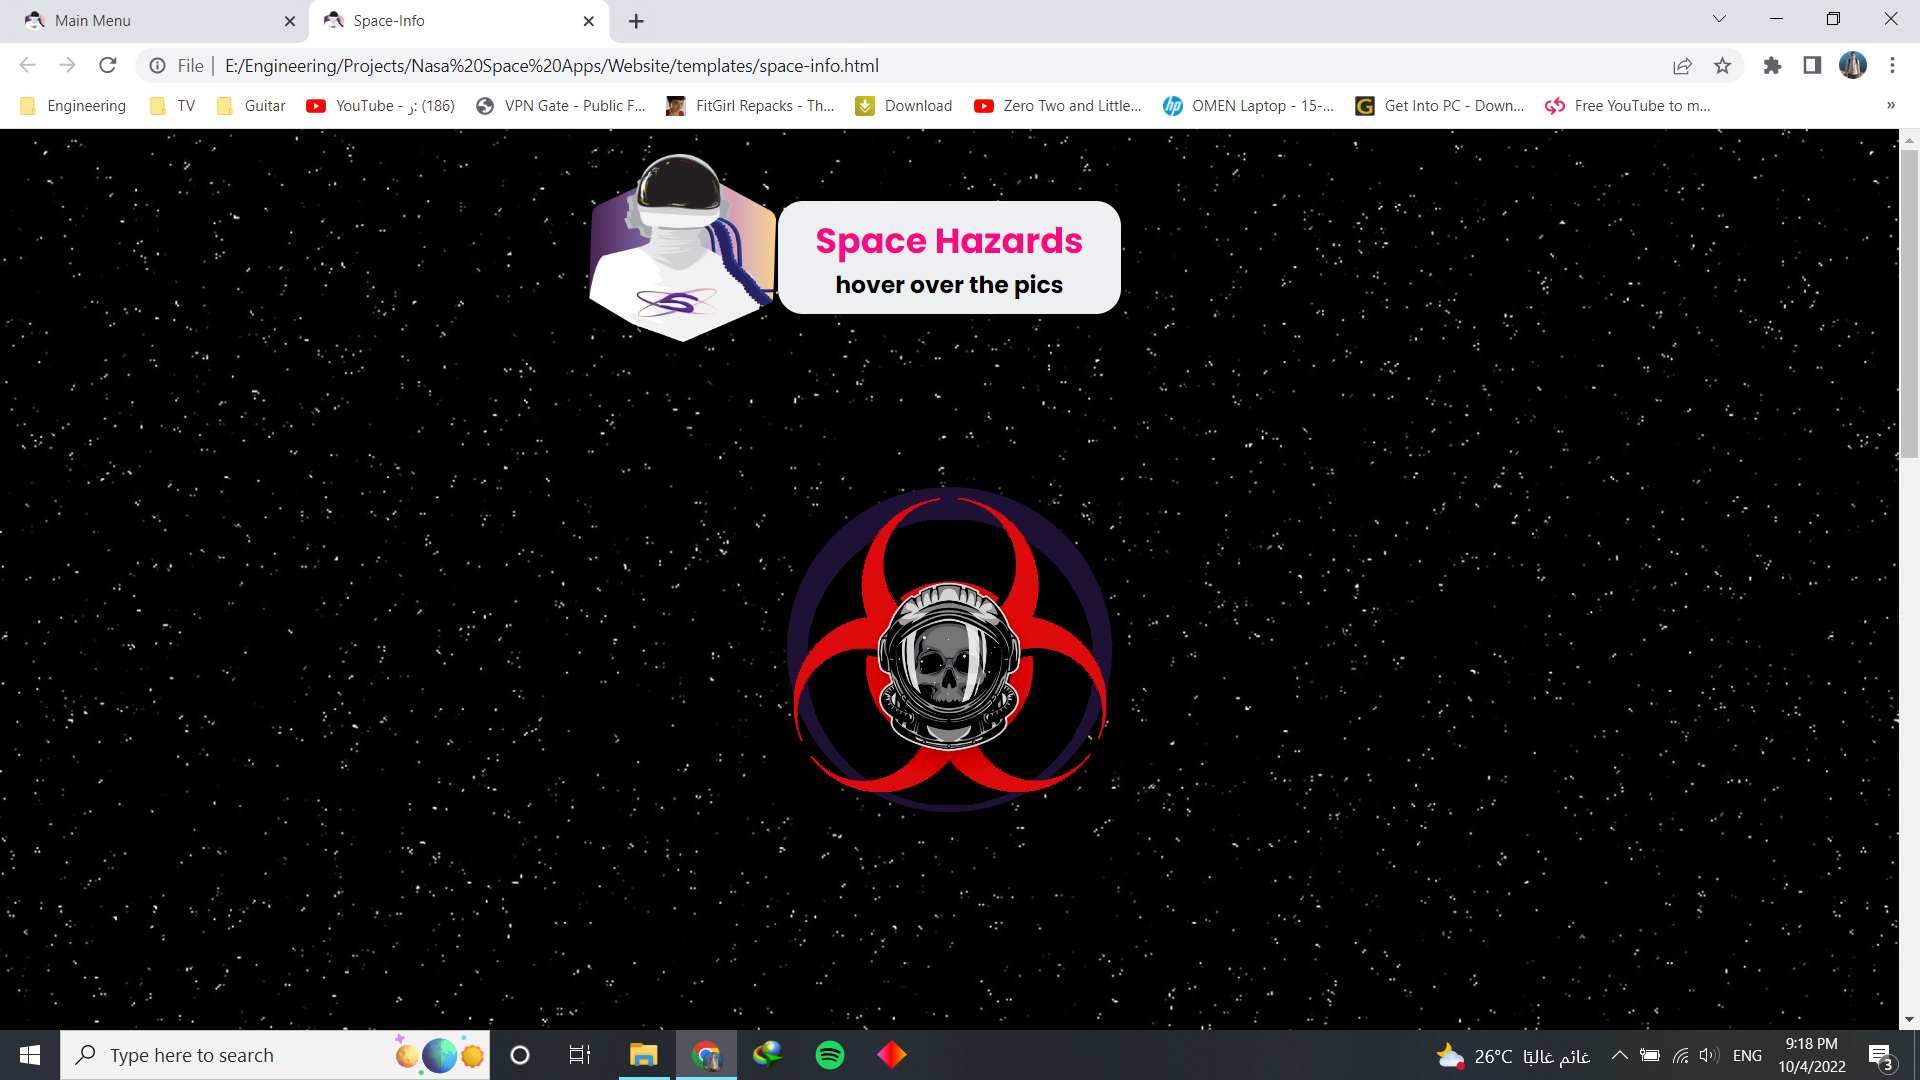 Main Menu
Space-Info
File
E:/Engineering/Projects/Nasa%20Space%20Apps/Website/templates/space-info.html
Engineering
TV
Guitar
YouTube - ز: (186)
VPN Gate - Public F...
FitGirl Repacks - Th...
Download
Zero Two and Little...
OMEN Laptop - 15-...
Get Into PC - Down...
Free YouTube to m...
Space Hazards
hover over the pics
Type here to search
26°C غائم غالبًا
ENG
9:18 PM
10/4/2022
3